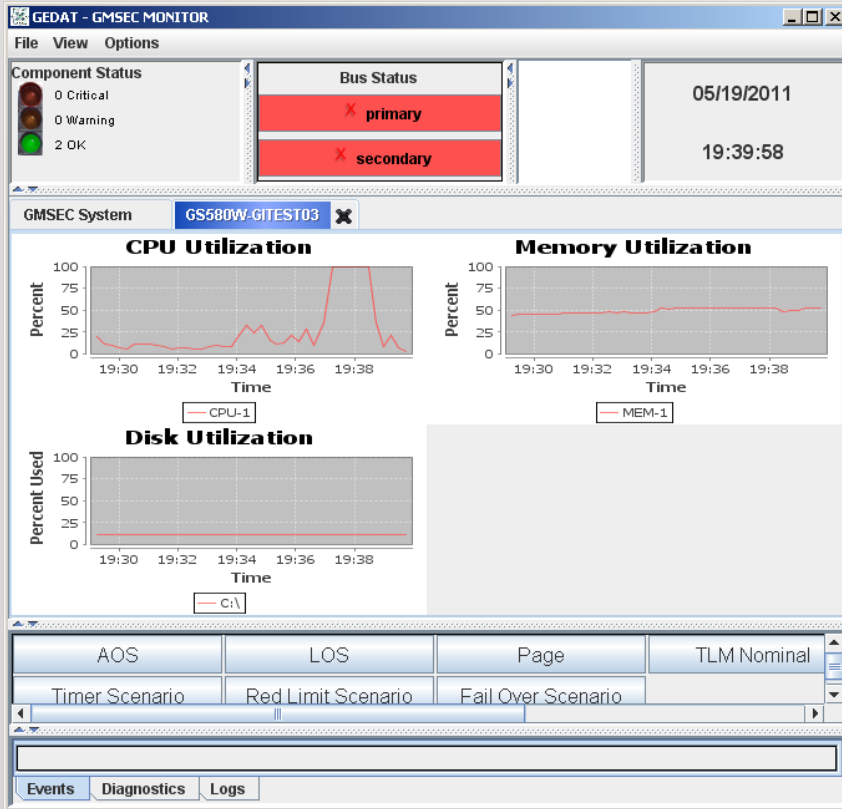 GEDAT - GMSEC MONITOR
File View Options
Component Status
0 Critical
0 Warning
2 OK
Bus Status
X primary
X secondary
05/19/2011
19:39:58
GMSEC System GS580W-GITEST03
CPU Utilization
Percent
100
75
50
25
0
19:30 19:32 19:34 19:36 19:38
Time
CPU-1
Memory Utilization
Percent
100
75
50
25
0
19:30 19:32 19:34 19:36 19:38
Time
MEM-1
Disk Utilization
Percent Used
100
75
50
25
0
19:30 19:32 19:34 19:36 19:38
Time
C:\
AOS LOS Page TLM Nominal
Timer Scenario Red Limit Scenario Fail Over Scenario
Events Diagnostics Logs